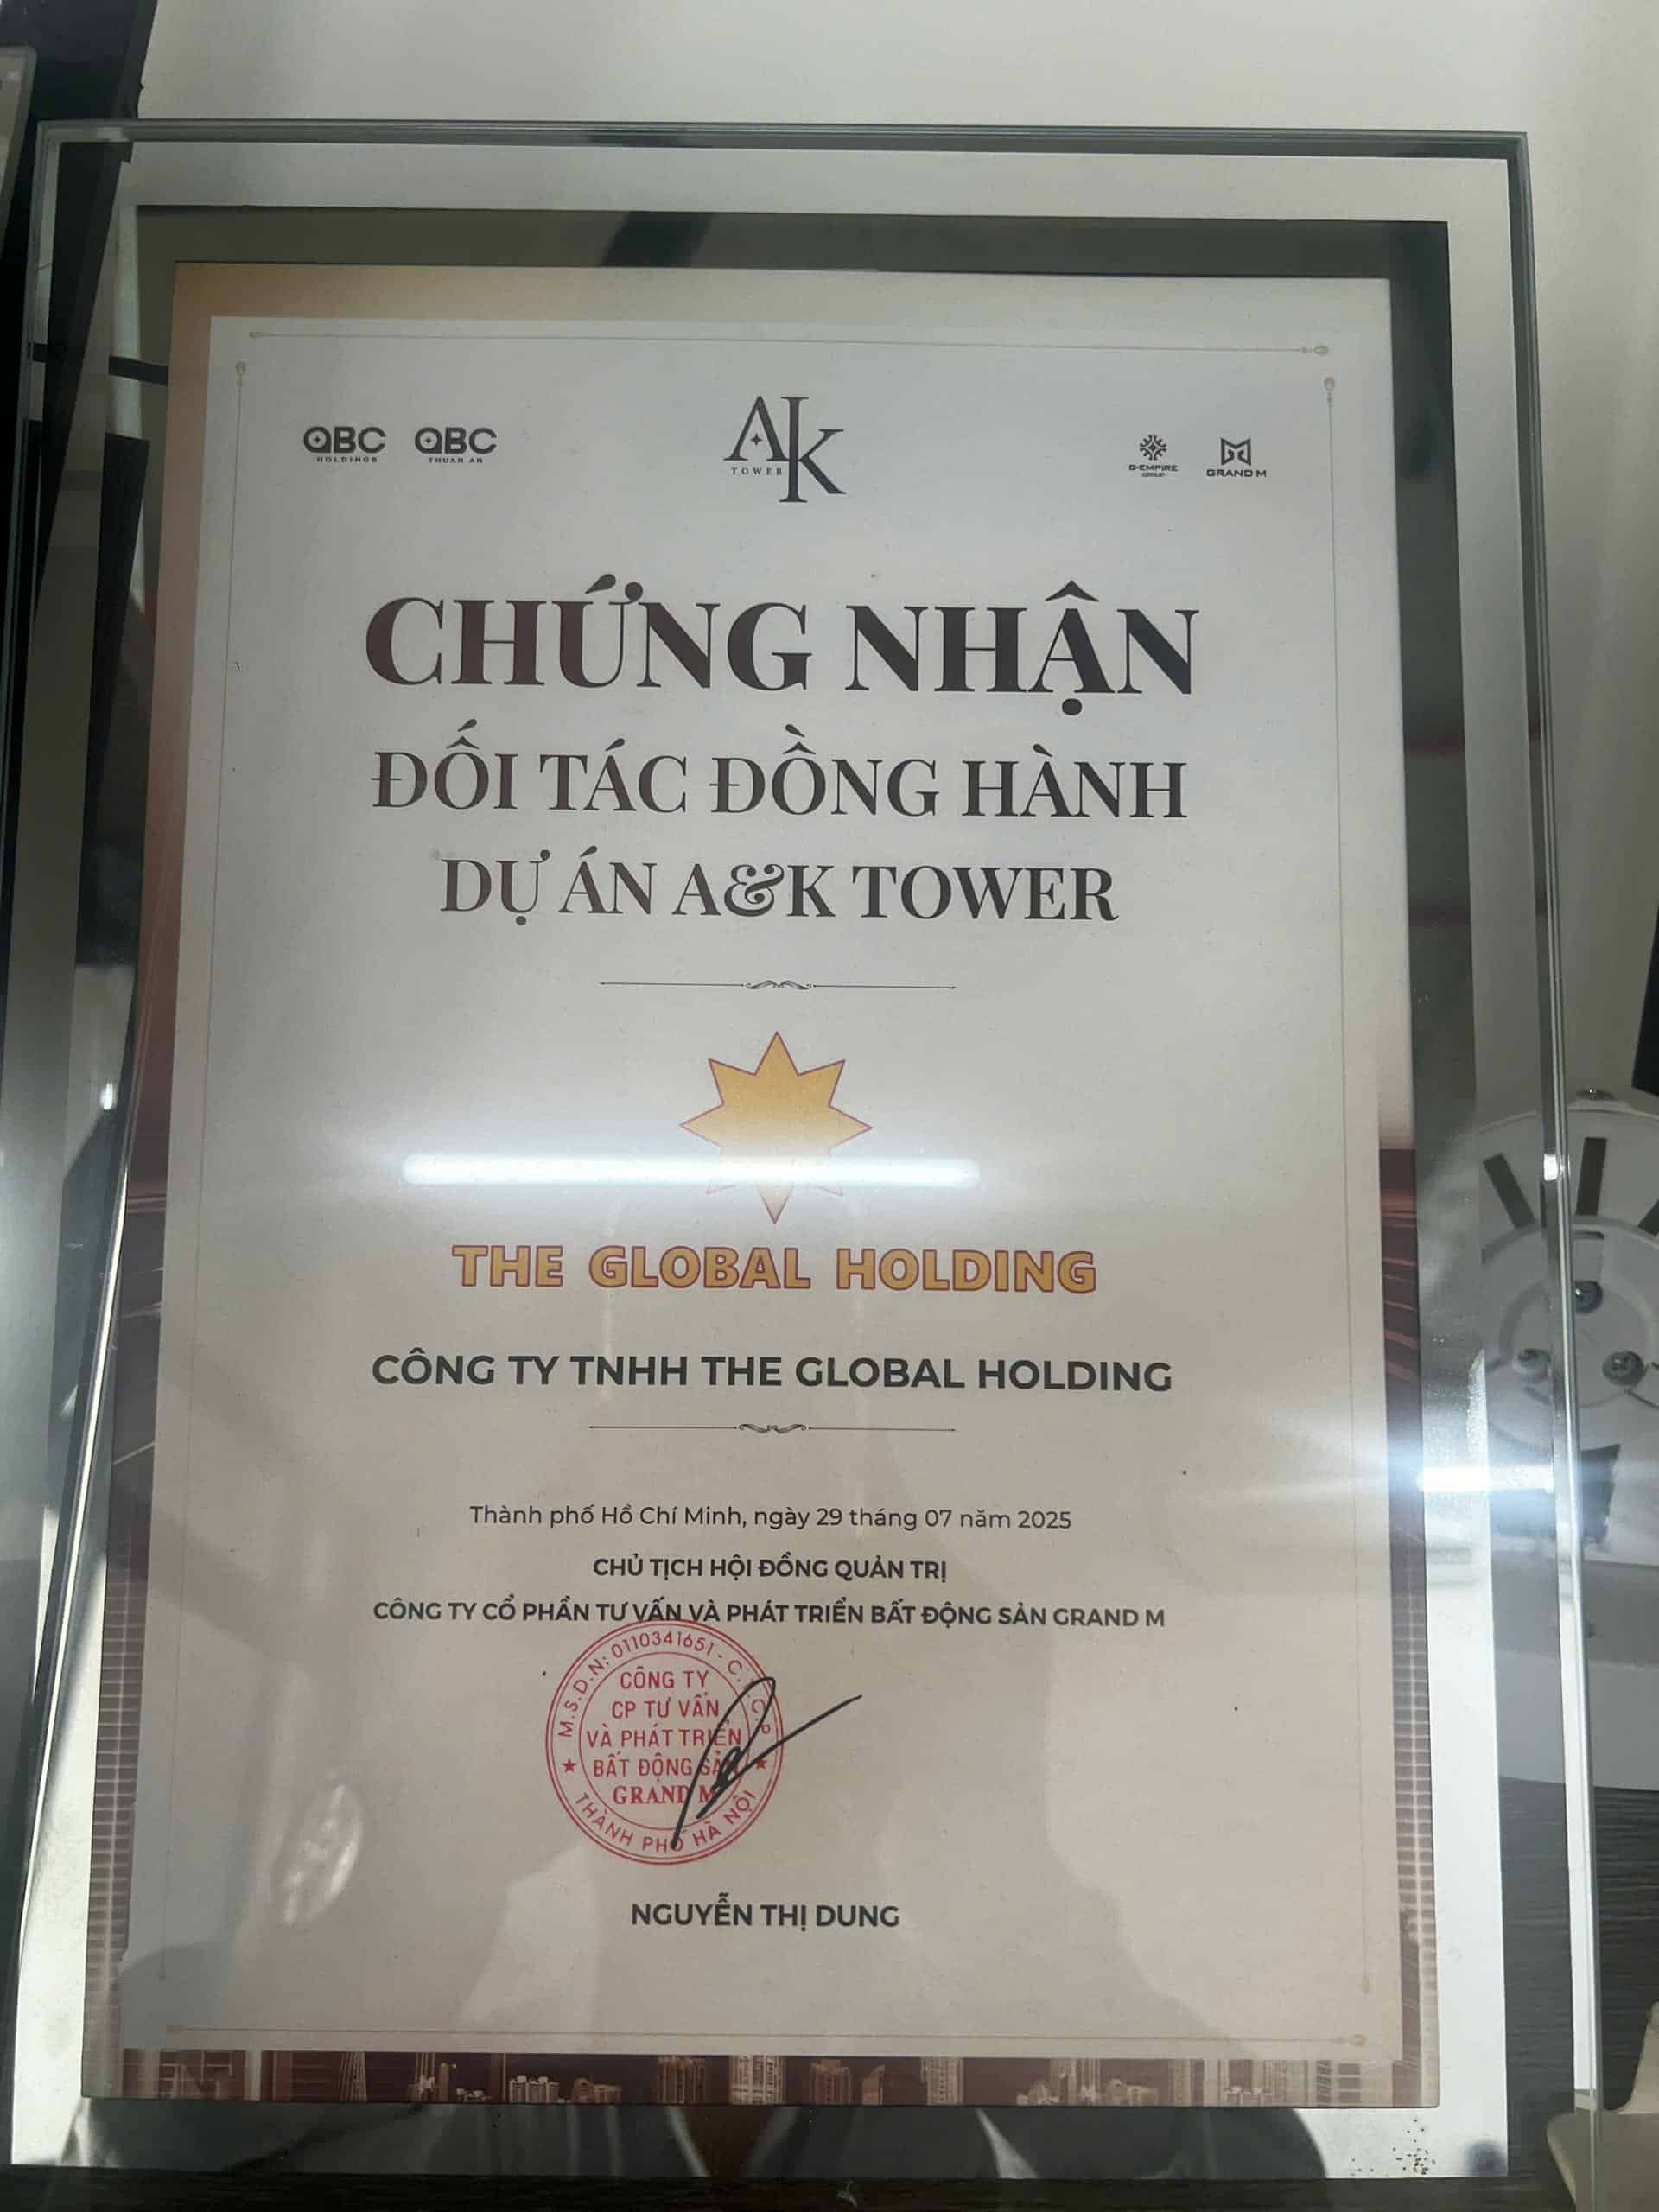 QBC HOLDINGS
QBC THUAN AN
AK TOWER
G-EMPIRE GROUP
GRAND M
CHỨNG NHẬN
ĐỐI TÁC ĐỒNG HÀNH
DỰ ÁN A&K TOWER
THE GLOBAL HOLDING
CÔNG TY TNHH THE GLOBAL HOLDING
Thành phố Hồ Chí Minh, ngày 29 tháng 07 năm 2025
CHỦ TỊCH HỘI ĐỒNG QUẢN TRỊ
CÔNG TY CỔ PHẦN TƯ VẤN VÀ PHÁT TRIỂN BẤT ĐỘNG SẢN GRAND M
M.S.D.N: 0110341651 - C.
CÔNG TY
CP TƯ VẤN
VÀ PHÁT TRIỂN
BẤT ĐỘNG SẢN
GRAND M
THÀNH PHỐ HÀ NỘI
NGUYỄN THỊ DUNG